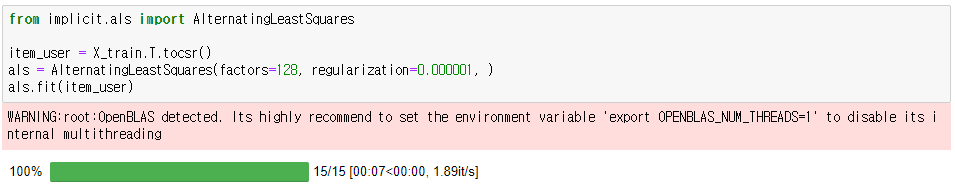 from implicit.als import AlternatingLeastSquares
item_user = X_train.T.tocsr()
als = AlternatingLeastSquares(factors=128, regularization=0.000001, )
als.fit(item_user)
WARNING:root:OpenBLAS detected. Its highly recommend to set the environment variable 'export OPENBLAS_NUM_THREADS=1' to disable its i
nternal multithreading
100% 15/15 [00:07<00:00, 1.89it/s]